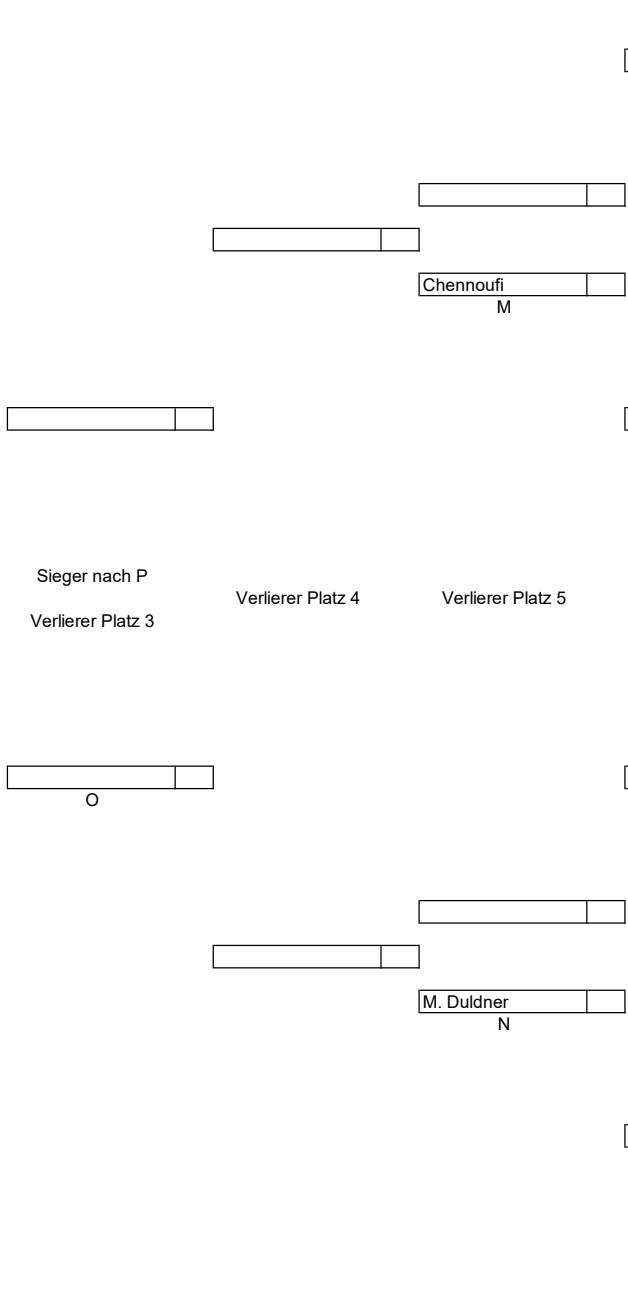 Chennoufi
M
Sieger nach P
Verlierer Platz 4
Verlierer Platz 5
Verlierer Platz 3
O
M. Duldner
N